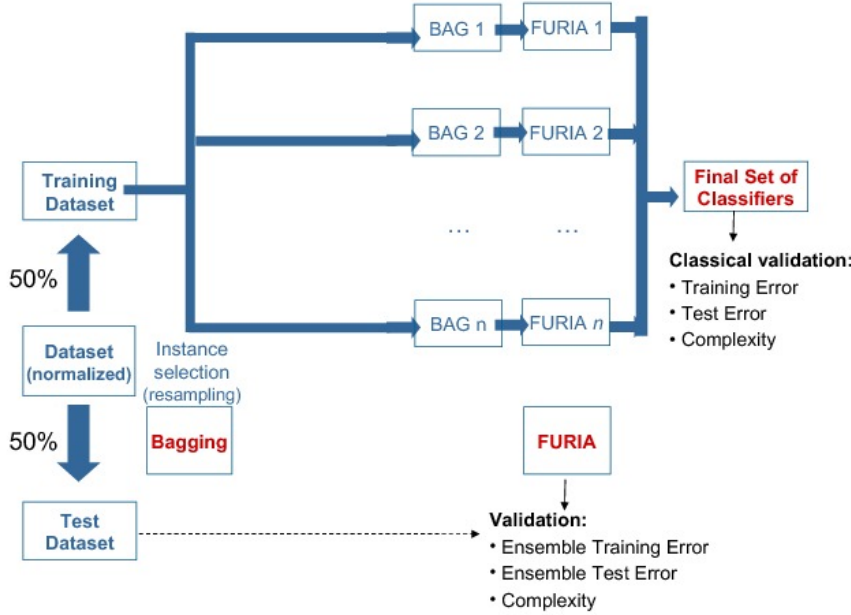 BAG 1
FURIA 1
BAG 2
FURIA 2
Training
Dataset
Final Set of
Classifiers
... ...
Classical validation:
• Training Error
• Test Error
• Complexity
50%
BAG n
FURIA n
Dataset
(normalized)
Instance
selection
(resampling)
50%
Bagging
FURIA
Test
Dataset
Validation:
• Ensemble Training Error
• Ensemble Test Error
• Complexity